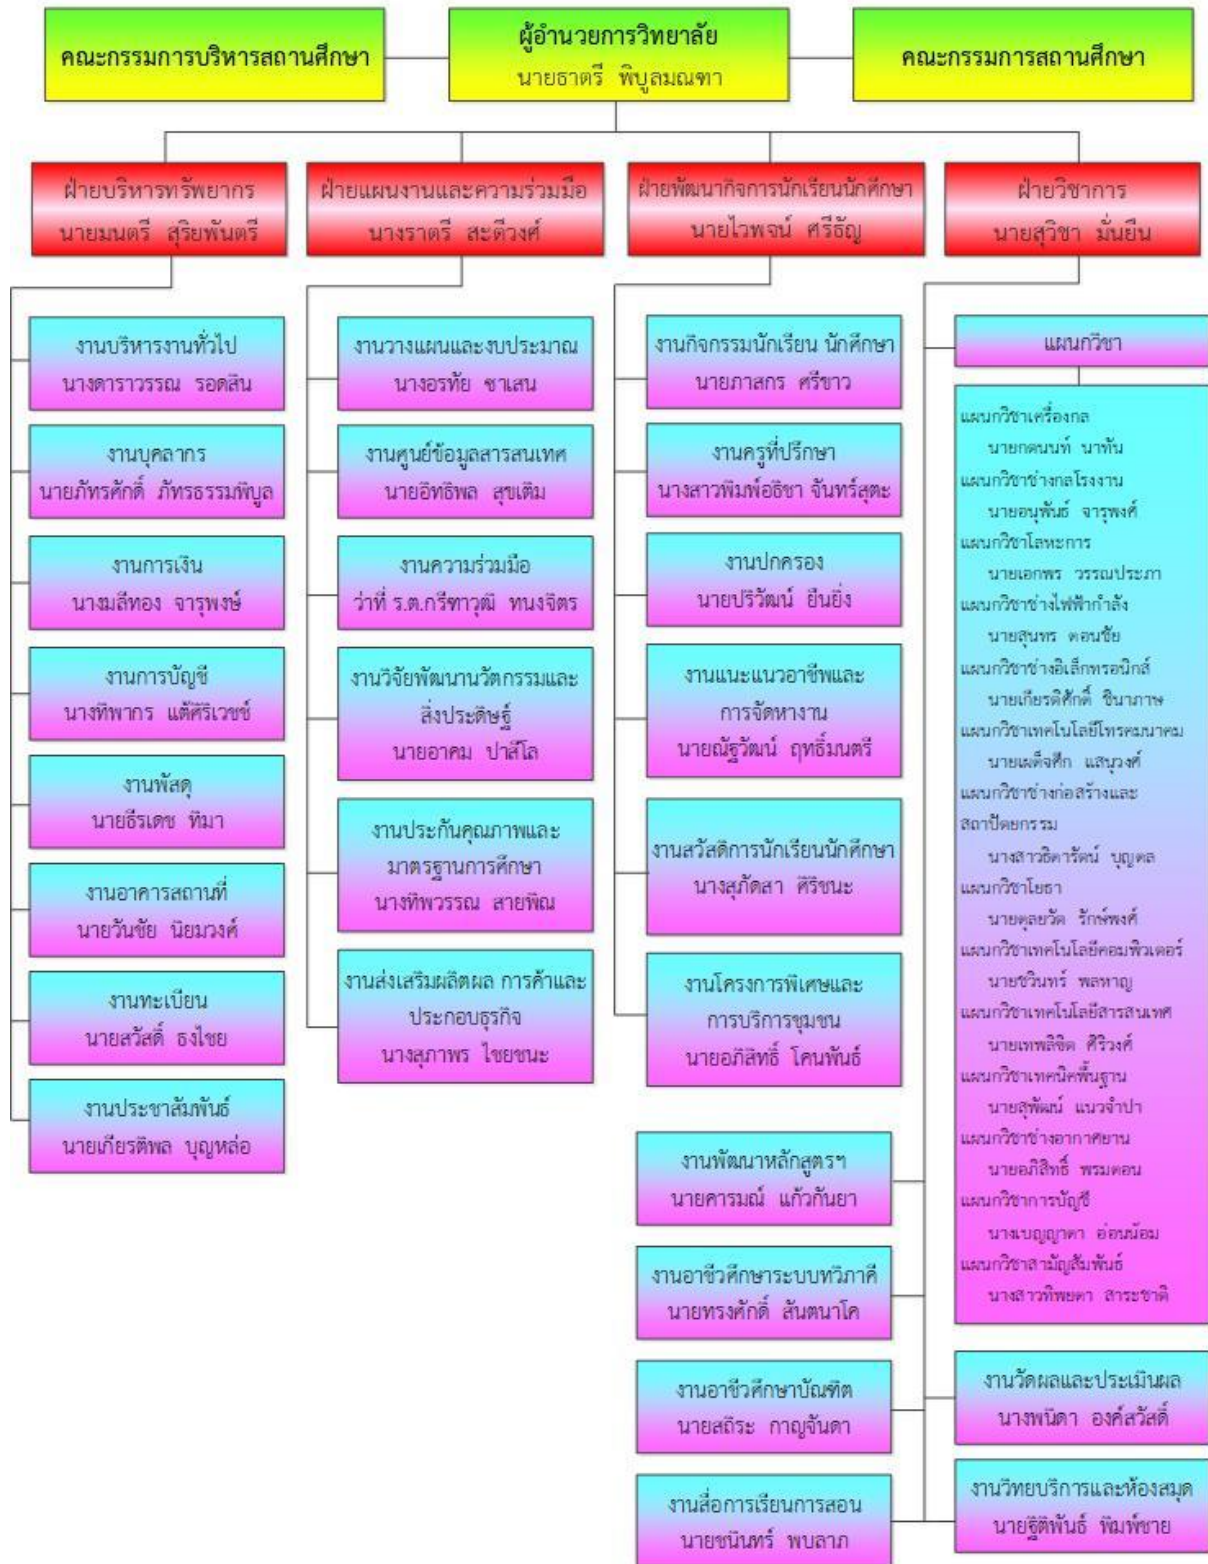 คณะกรรมการบริหารสถานศึกษา
ผู้อำนวยการวิทยาลัย
นายธาตรี พิบูลมณฑา
คณะกรรมการสถานศึกษา
ฝ่ายบริหารทรัพยากร
นายมนตรี สุริยพันตรี
ฝ่ายแผนงานและความร่วมมือ
นางราตรี สะดีวงศ์
ฝ่ายพัฒนากิจการนักเรียนนักศึกษา
นายไวพจน์ ศรีธัญ
ฝ่ายวิชาการ
นายสุวิชา มั่นยืน
งานบริหารงานทั่วไป
นางดาราวรรณ รอดสิน
งานบุคลากร
นายภัทรศักดิ์ ภัทรธรรมพิบูล
งานการเงิน
นางมลีทอง จารุพงษ์
งานการบัญชี
นางทิพากร แต้ศิริเวชช์
งานพัสดุ
นายธีรเดช ทิมา
งานอาคารสถานที่
นายวันชัย นิยมวงศ์
งานทะเบียน
นายสวัสดิ์ ธงไชย
งานประชาสัมพันธ์
นายเกียรติพล บุญหล่อ
งานวางแผนและงบประมาณ
นางอรทัย ซาเสน
งานศูนย์ข้อมูลสารสนเทศ
นายอิทธิพล สุขเติม
งานความร่วมมือ
ว่าที่ ร.ต.กรีฑาวุฒิ ทนงจิตร
งานวิจัยพัฒนานวัตกรรมและ
สิ่งประดิษฐ์
นายอาคม ปาสีโล
งานประกันคุณภาพและ
มาตรฐานการศึกษา
นางทิพวรรณ สายพิณ
งานส่งเสริมผลิตผล การค้าและ
ประกอบธุรกิจ
นางสุภาพร ไชยชนะ
งานกิจกรรมนักเรียน นักศึกษา
นายภาสกร ศรีขาว
งานครูที่ปรึกษา
นางสาวพิมพ์อธิชา จันทร์สุตะ
งานปกครอง
นายปริวัฒน์ ยืนยิ่ง
งานแนะแนวอาชีพและ
การจัดหางาน
นายณัฐวัฒน์ ฤทธิ์มนตรี
งานสวัสดิการนักเรียนนักศึกษา
นางสุภัดสา ศิริชนะ
งานโครงการพิเศษและ
การบริการชุมชน
นายอภิสิทธิ์ โคนพันธ์
แผนกวิชา
แผนกวิชาเครื่องกล
นายกตนนท์ นาทัน
แผนกวิชาช่างกลโรงงาน
นายอนุพันธ์ จารุพงศ์
แผนกวิชาโลหะการ
นายเอกพร วรรณประภา
แผนกวิชาช่างไฟฟ้ากำลัง
นายสุนทร ดอนชัย
แผนกวิชาช่างอิเล็กทรอนิกส์
นายเกียรติศักดิ์ ชินาภาษ
แผนกวิชาเทคโนโลยีโทรคมนาคม
นายเผด็จศึก แสนุวงศ์
แผนกวิชาช่างก่อสร้างและ
สถาปัตยกรรม
นางสาวธิดารัตน์ บุญตล
แผนกวิชาโยธา
นายตุลยวัต รักษ์พงศ์
แผนกวิชาเทคโนโลยีคอมพิวเตอร์
นายชวินทร์ พลหาญ
แผนกวิชาเทคโนโลยีสารสนเทศ
นายเทพลิขิต ศิริวงศ์
แผนกวิชาเทคนิคพื้นฐาน
นายสุพัฒน์ แนวจำปา
แผนกวิชาช่างอากาศยาน
นายอภิสิทธิ์ พรมดอน
แผนกวิชาการบัญชี
นางเบญญาดา อ่อนน้อม
แผนกวิชาสามัญสัมพันธ์
นางสาวทิพยดา สาระชาติ
งานพัฒนาหลักสูตรฯ
นายคารมณ์ แก้วกันยา
งานอาชีวศึกษาระบบทวิภาคี
นายทรงศักดิ์ สันตนาโค
งานอาชีวศึกษาบัณฑิต
นายสถิระ กาญจันดา
งานสื่อการเรียนการสอน
นายชนินทร์ พบลาภ
งานวัดผลและประเมินผล
นางพนิดา องค์สวัสดิ์
งานวิทยบริการและห้องสมุด
นายฐิติพันธ์ พิมพ์ชาย